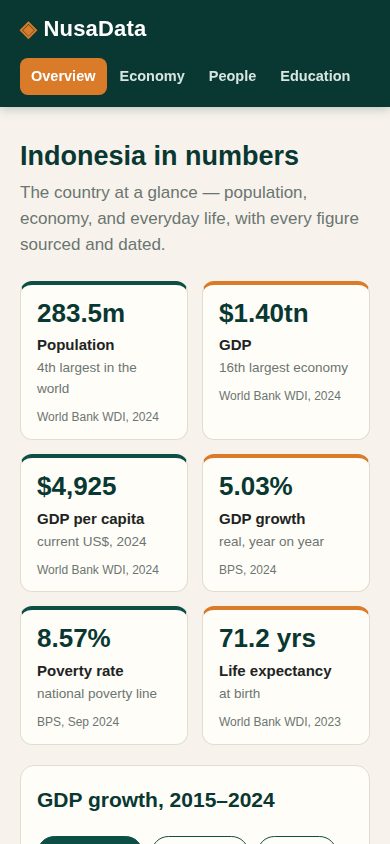 ◈ NusaData
Overview Economy People Education
Indonesia in numbers
The country at a glance — population,
economy, and everyday life, with every figure
sourced and dated.
283.5m
Population
4th largest in the
world
World Bank WDI, 2024
$1.40tn
GDP
16th largest economy
World Bank WDI, 2024
$4,925
GDP per capita
current US$, 2024
World Bank WDI, 2024
5.03%
GDP growth
real, year on year
BPS, 2024
8.57%
Poverty rate
national poverty line
BPS, Sep 2024
71.2 yrs
Life expectancy
at birth
World Bank WDI, 2023
GDP growth, 2015–2024